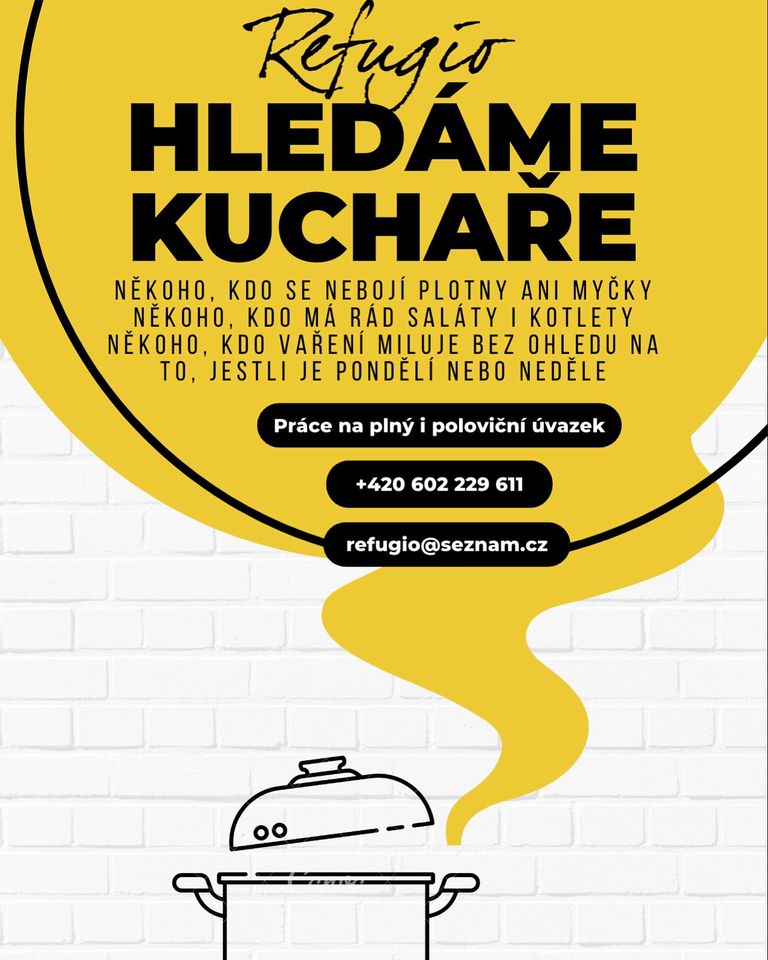 Refugio
HLEDÁME
KUCHAŘE
NĚKOHO, KDO SE NEBOJÍ PLOTNY ANI MYČKY
NĚKOHO, KDO MÁ RÁD SALÁTY I KOTLETY
NĚKOHO, KDO VAŘENÍ MILUJE BEZ OHLEDU NA
TO, JESTLI JE PONDĚLÍ NEBO NEDĚLE
Práce na plný i poloviční úvazek
+420 602 229 611
refugio@seznam.cz
Canva